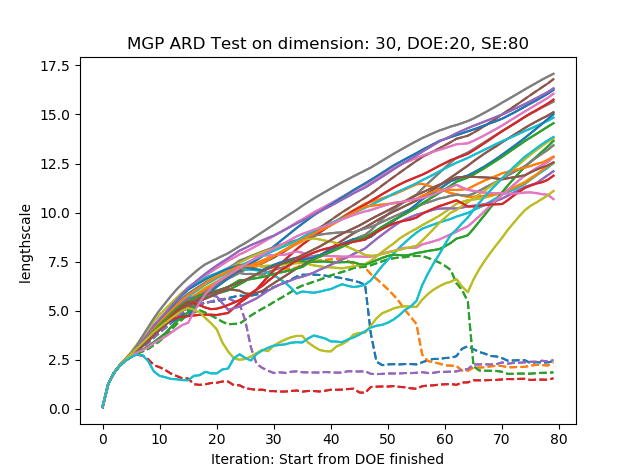 MGP ARD Test on dimension: 30, DOE:20, SE:80
17.5
15.0
12.5
10.0
7.5
5.0
2.5
0.0
lengthscale
0 10 20 30 40 50 60 70 80
Iteration: Start from DOE finished